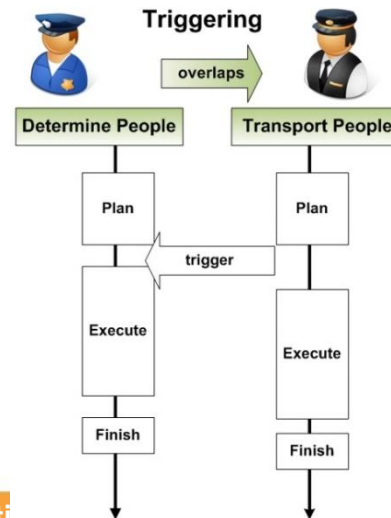 Triggering
overlaps
Determine People
Transport People
Plan
Plan
trigger
Execute
Execute
Finish
Finish